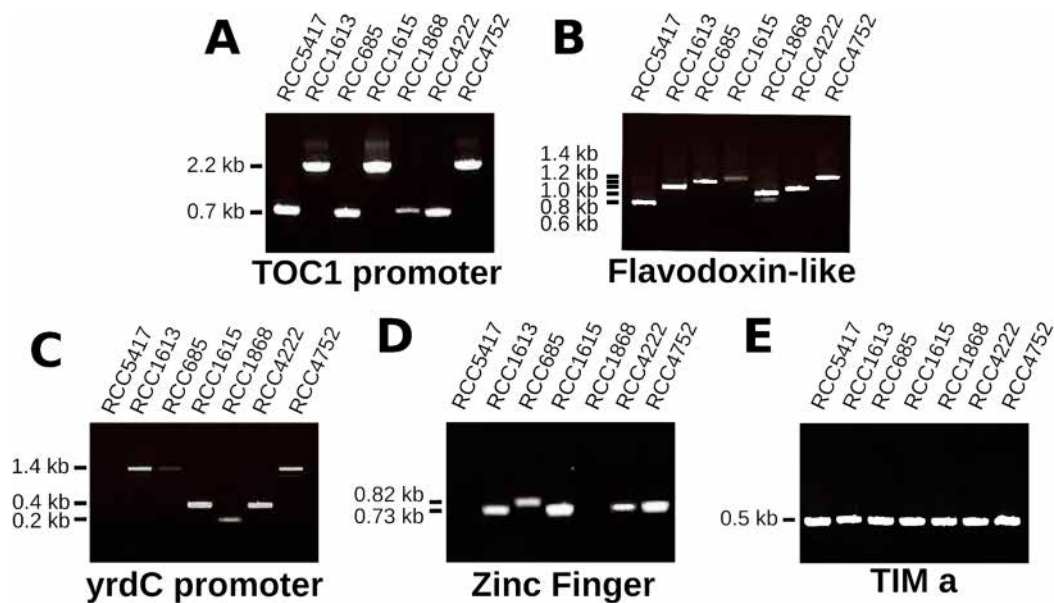 A
RCC5417
RCC1613
RCC685
RCC1615
RCC1868
RCC4222
RCC4752
2.2 kb
0.7 kb
TOC1 promoter
B
RCC5417
RCC1613
RCC685
RCC1615
RCC1868
RCC4222
RCC4752
1.4 kb
1.2 kb
1.0 kb
0.8 kb
0.6 kb
Flavodoxin-like
C
RCC5417
RCC1613
RCC685
RCC1615
RCC1868
RCC4222
RCC4752
1.4 kb
0.4 kb
0.2 kb
yrdC promoter
D
RCC5417
RCC1613
RCC685
RCC1615
RCC1868
RCC4222
RCC4752
0.82 kb
0.73 kb
Zinc Finger
E
RCC5417
RCC1613
RCC685
RCC1615
RCC1868
RCC4222
RCC4752
0.5 kb
TIM a